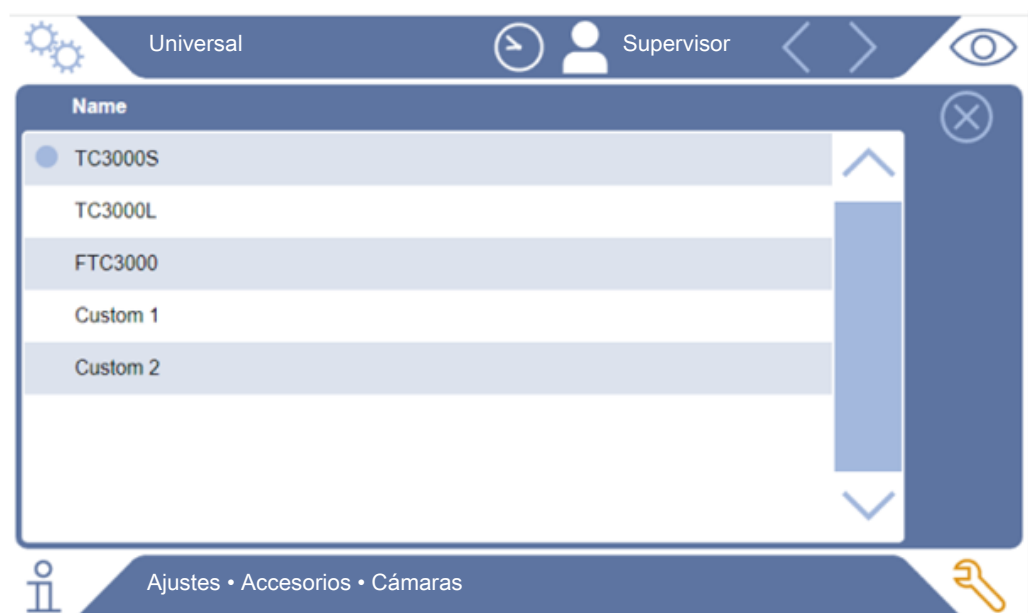 Universal
Supervisor
Name
TC3000S
TC3000L
FTC3000
Custom 1
Custom 2
Ajustes • Accesorios • Cámaras